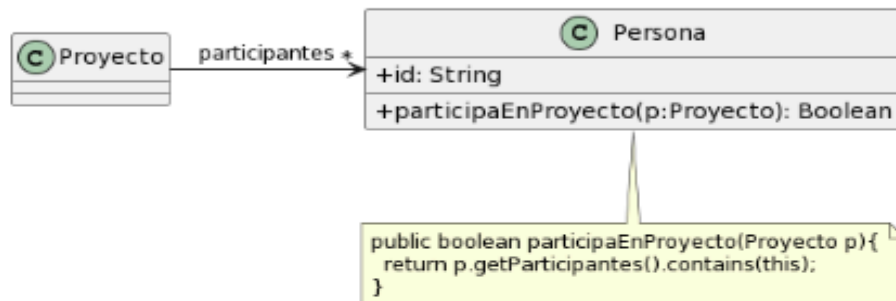 C Proyecto
participantes *
C Persona
+id: String
+participaEnProyecto(p:Proyecto): Boolean
public boolean participaEnProyecto(Proyecto p){
return p.getParticipantes().contains(this);
}